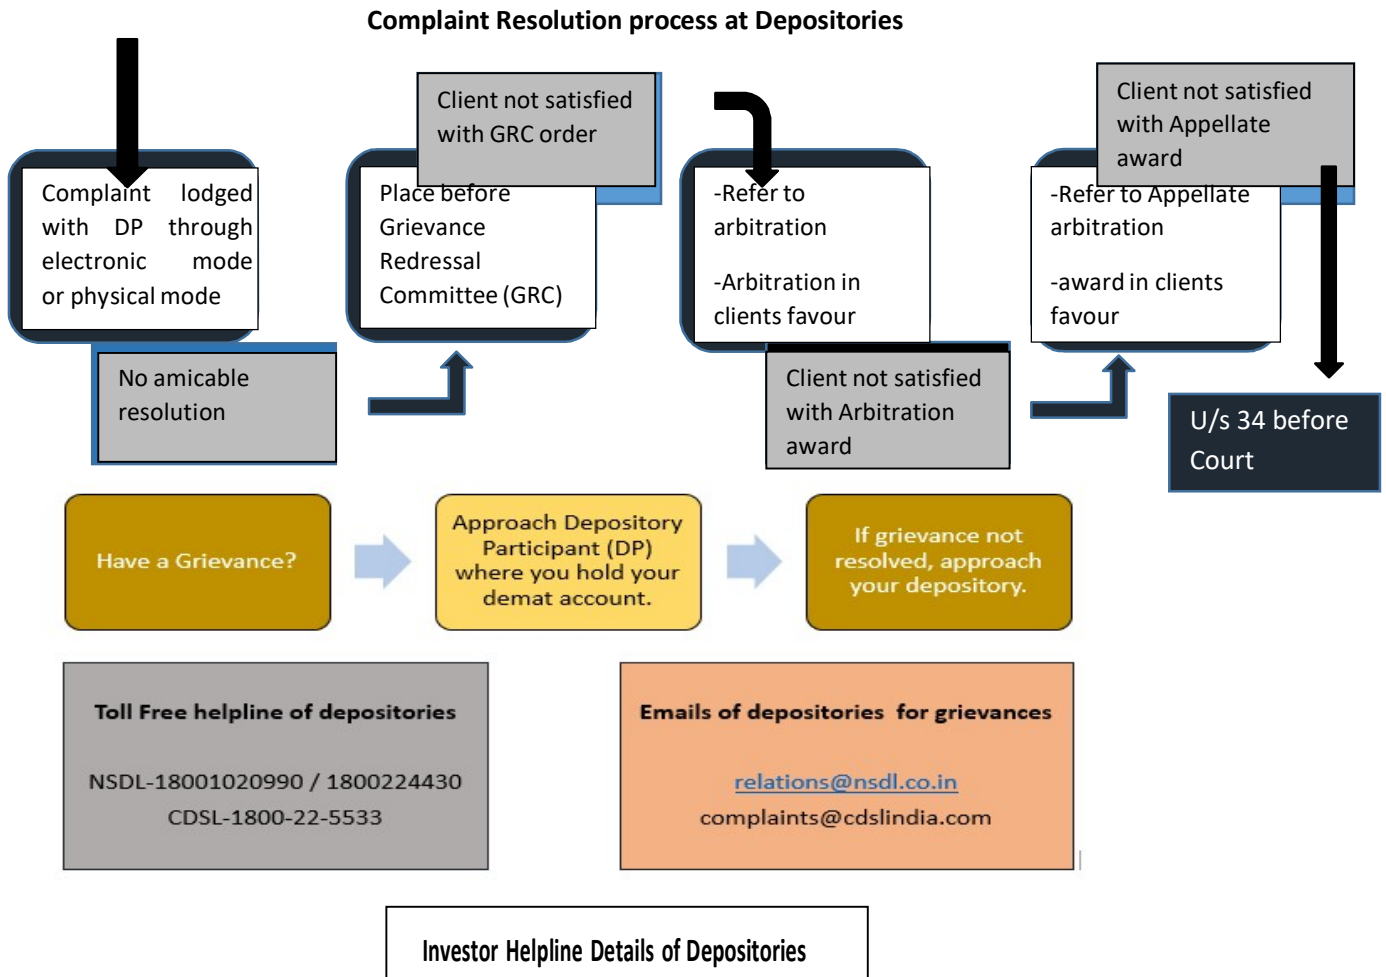 Complaint Resolution process at Depositories
Complaint lodged
with DP through
electronic mode
or physical mode
No amicable
resolution
Place before
Grievance
Redressal
Committee (GRC)
Client not satisfied
with GRC order
-Refer to
arbitration
-Arbitration in
clients favour
Client not satisfied
with Arbitration
award
-Refer to Appellate
arbitration
-award in clients
favour
Client not satisfied
with Appellate
award
U/s 34 before
Court
Have a Grievance?
Approach Depository
Participant (DP)
where you hold your
demat account.
If grievance not
resolved, approach
your depository.
Toll Free helpline of depositories
NSDL-18001020990 / 1800224430
CDSL-1800-22-5533
Emails of depositories for grievances
relations@nsdl.co.in
complaints@cdslindia.com
Investor Helpline Details of Depositories